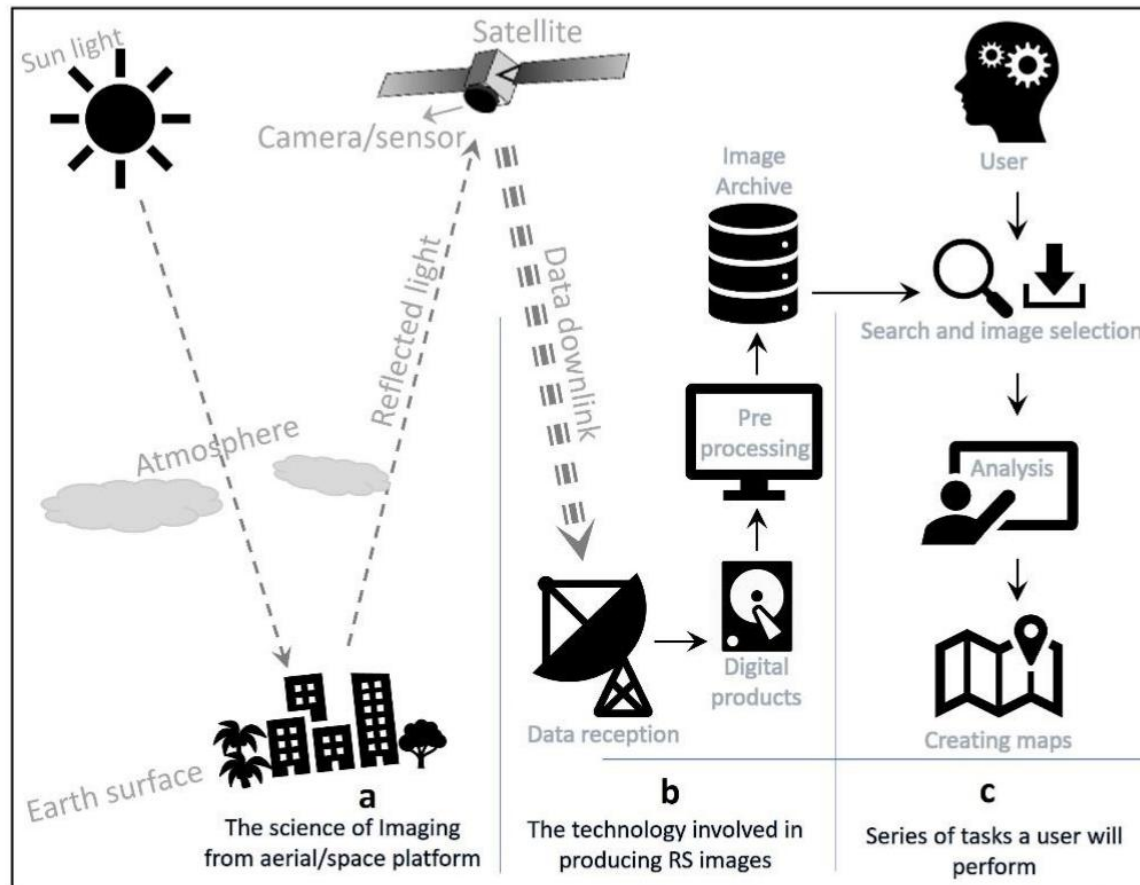 Sun light
Satellite
Camera/sensor
Reflected light
Atmosphere
Earth surface
a
The science of Imaging
from aerial/space platform
Data downlink
Data reception
Digital
products
Pre
processing
Image
Archive
b
The technology involved in
producing RS images
User
Search and image selection
Analysis
Creating maps
c
Series of tasks a user will
perform